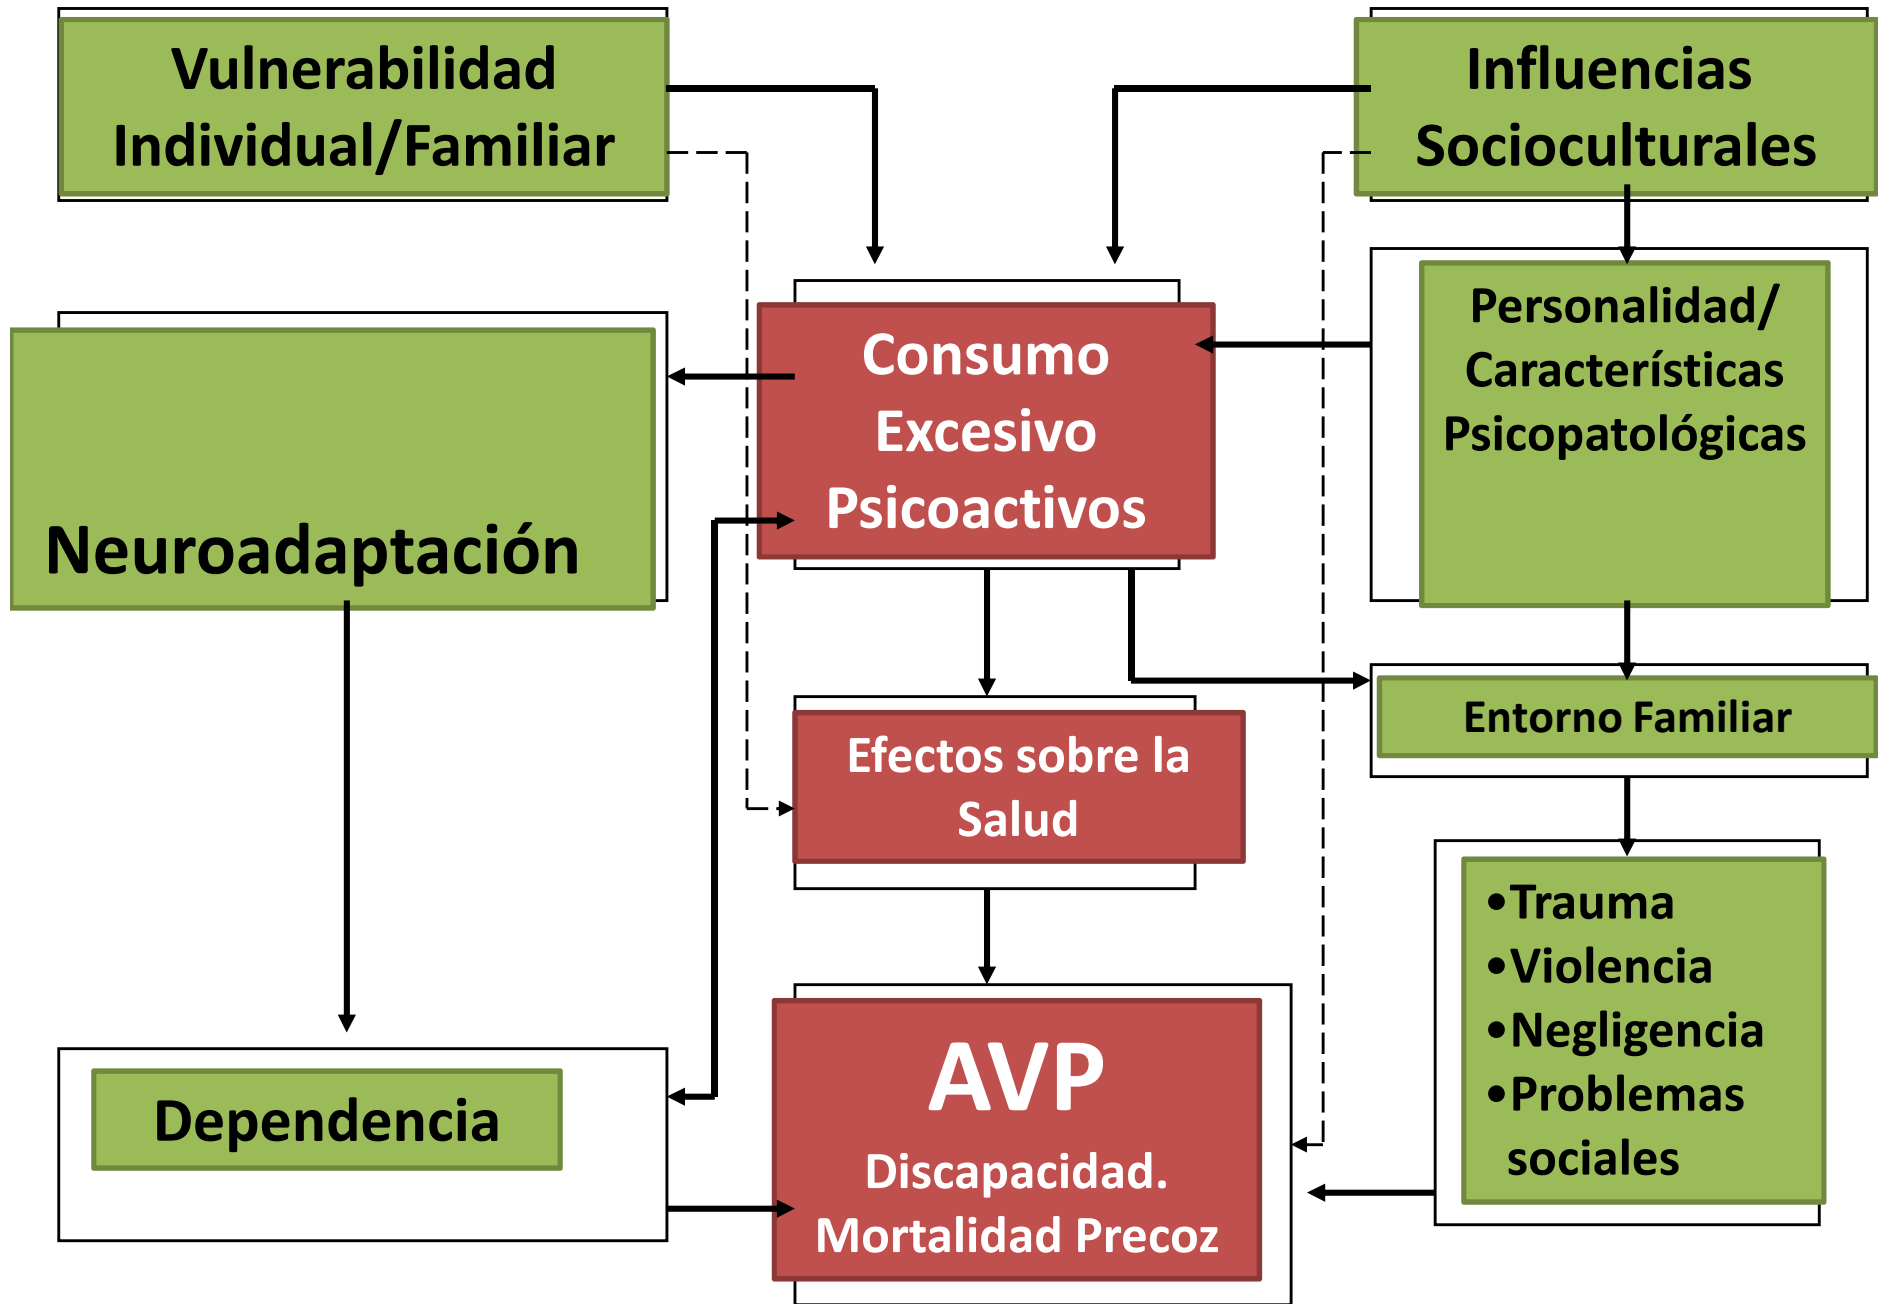 Vulnerabilidad
Individual/Familiar
Influencias
Socioculturales
Personalidad/
Características
Psicopatológicas
Consumo
Excesivo
Psicoactivos
Neuroadaptación
Entorno Familiar
Efectos sobre la
Salud
•Trauma
•Violencia
•Negligencia
•Problemas
sociales
Dependencia
AVP
Discapacidad.
Mortalidad Precoz